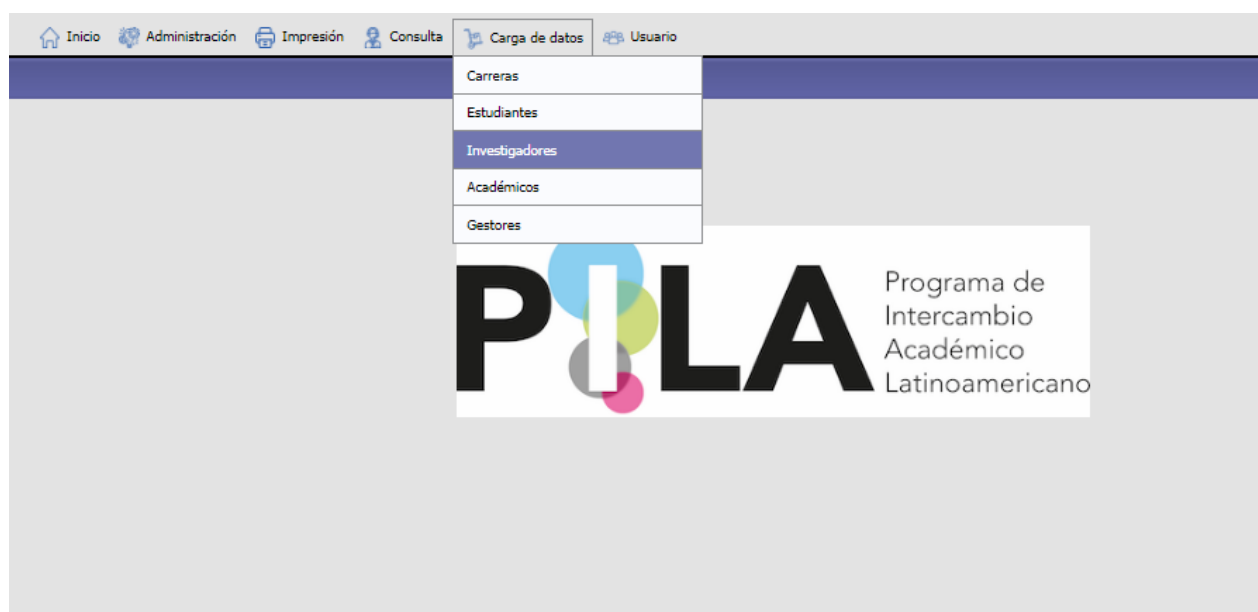 Inicio Administración Impresión Consulta Carga de datos Usuario
Carreras
Estudiantes
Investigadores
Académicos
Gestores
PILA
Programa de
Intercambio
Académico
Latinoamericano